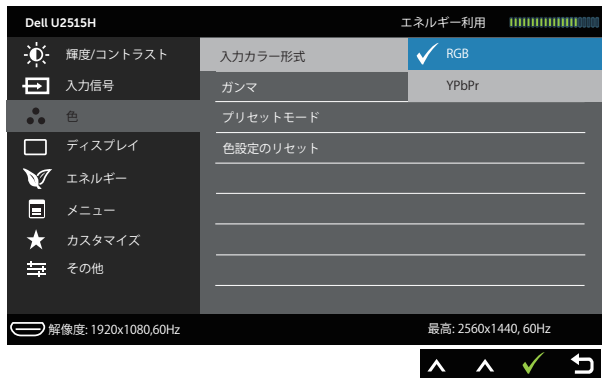 Dell U2515H
エネルギー利用
輝度/コントラスト
入力信号
色
ディスプレイ
エネルギー
メニュー
カスタマイズ
その他
入力カラー形式
ガンマ
プリセットモード
色設定のリセット
RGB
YPbPr
解像度: 1920x1080,60Hz
最高: 2560x1440, 60Hz